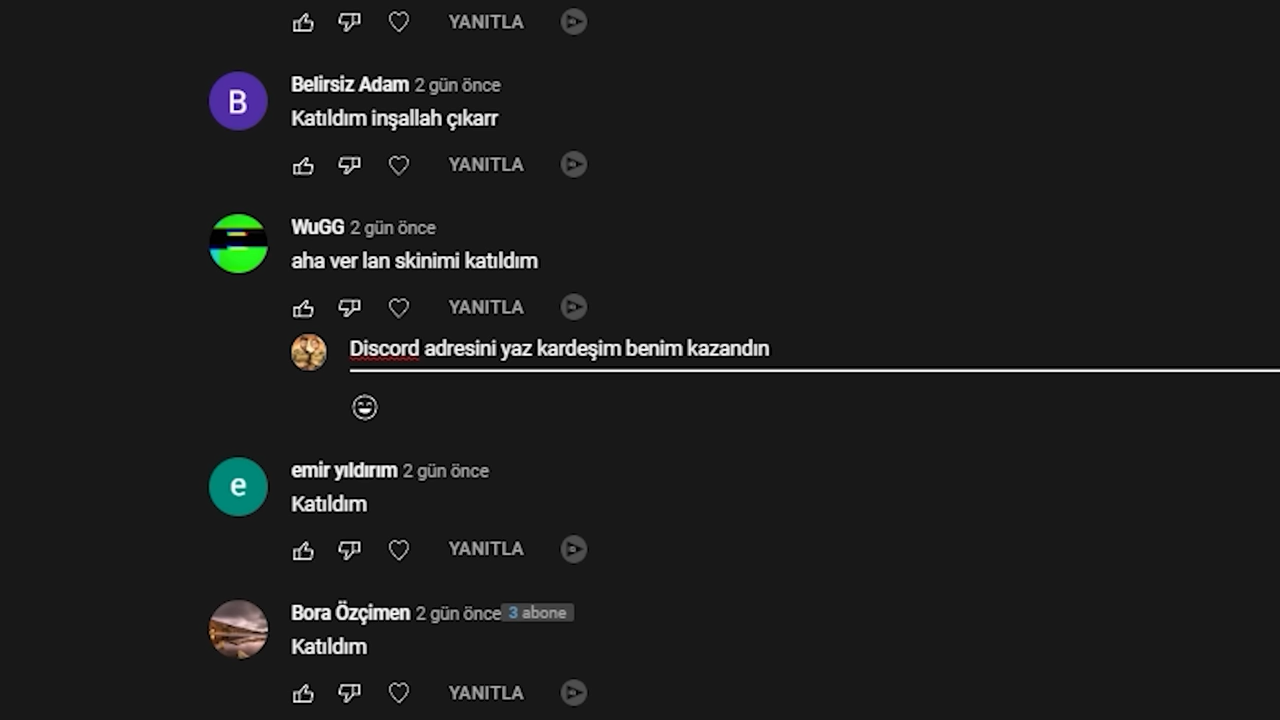 YANITLA
B
Belirsiz Adam 2 gün önce
Katıldım inşallah çıkarr
YANITLA
WuGG 2 gün önce
aha ver lan skinimi katıldım
YANITLA
Discord adresini yaz kardeşim benim kazandın
e
emir yıldırım 2 gün önce
Katıldım
YANITLA
Bora Özçimen 2 gün önce 3 abone
Katıldım
YANITLA